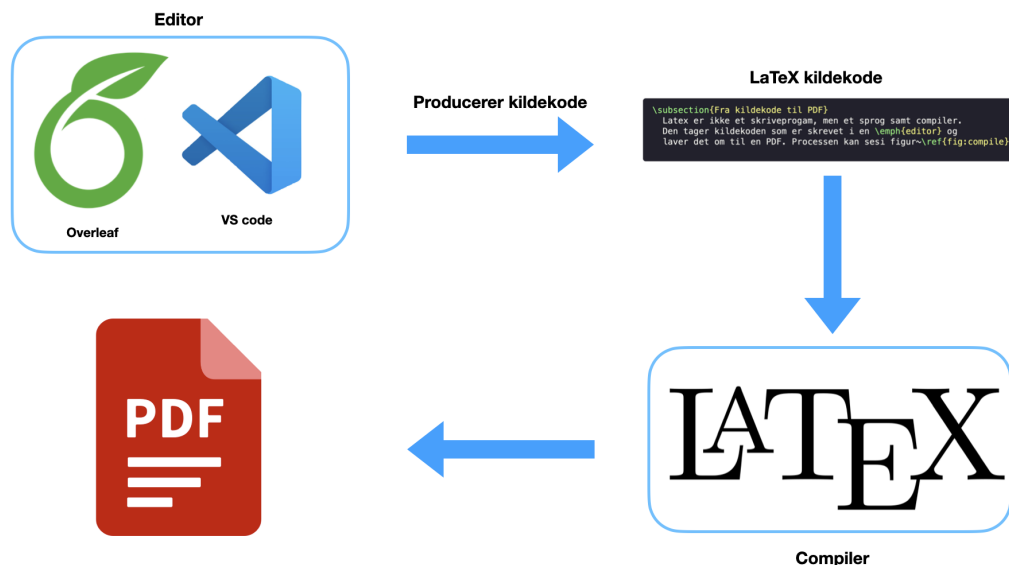 Editor
Overleaf
VS code
Producerer kildekode
LaTeX kildekode
\subsection{Fra kildekode til PDF}
Latex er ikke et skriveprogam, men et sprog samt compiler.
Den tager kildekoden som er skrevet i en \emph{editor} og
laver det om til en PDF. Processen kan sesi figur~\ref{fig:compile}
LATEX
Compiler
PDF